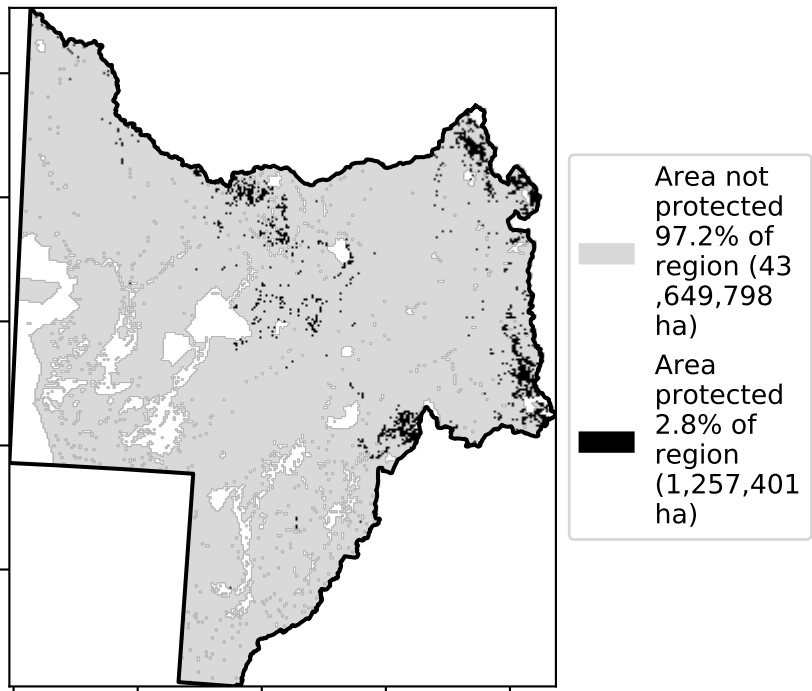 Area not
protected
97.2% of
region (43
,649,798
ha)
Area
protected
2.8% of
region
(1,257,401
ha)